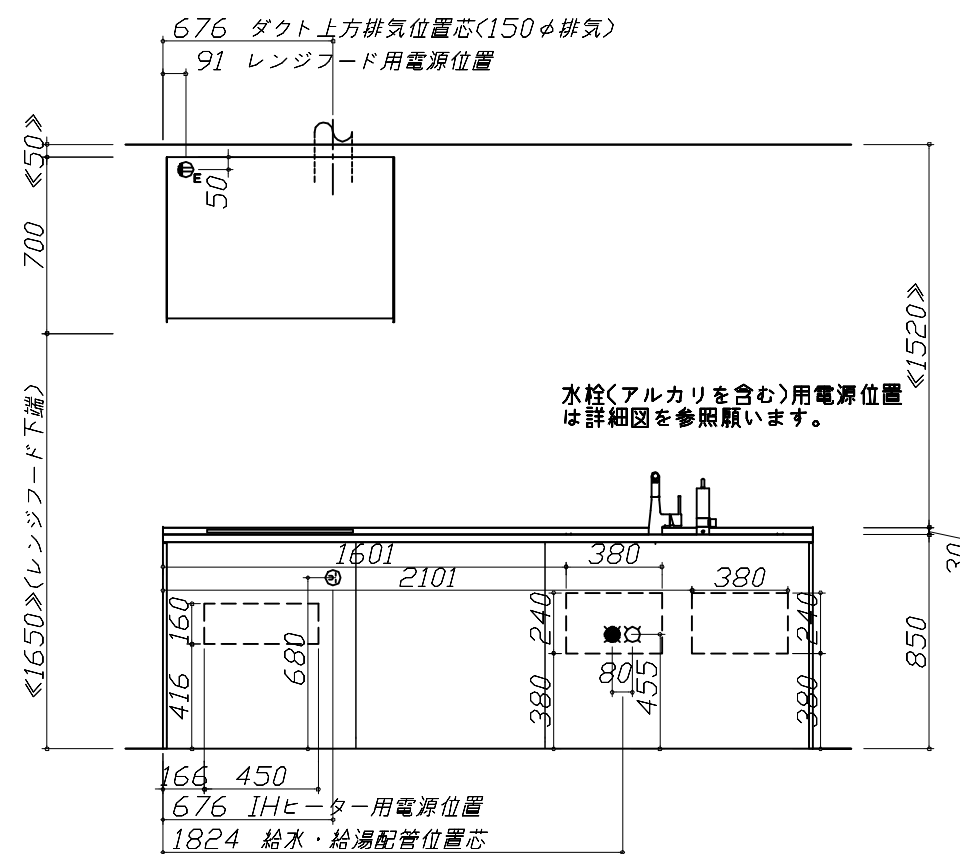 676 ダクト上方排気位置芯(150φ排気)
91 レンジフード用電源位置
≪50≫
E
50
700
≪1520≫
水栓(アルカリを含む)用電源位置
は詳細図を参照願います。
≪1650≫(レンジフード下端)
30
1601
380
2101
380
160
240
240
680
850
416
80
455
380
380
166 450
676 IHヒーター用電源位置
1824 給水・給湯配管位置芯